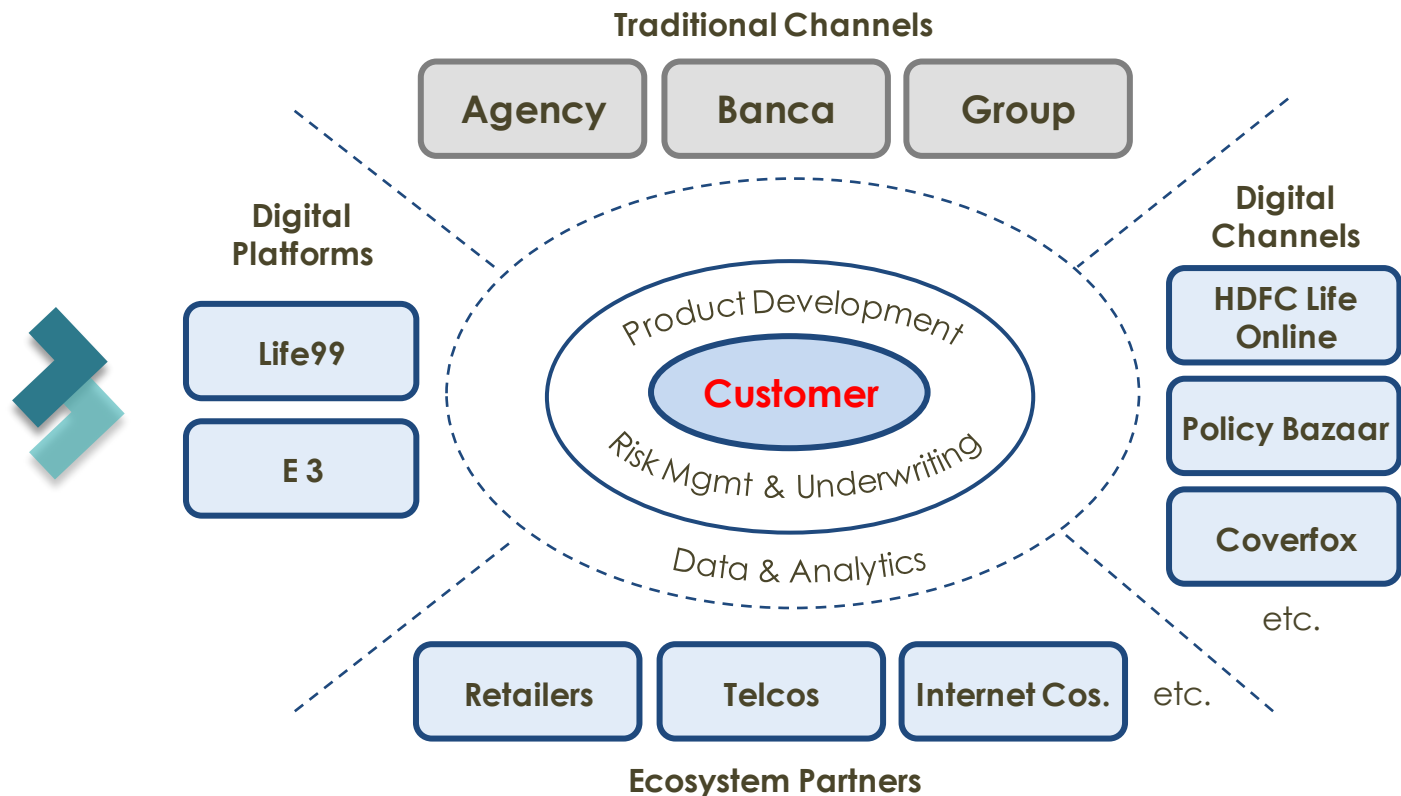 Traditional Channels
Agency
Banca
Group
Digital
Platforms
Life99
E 3
Product Development
Customer
Risk Mgmt & Underwriting
Data & Analytics
Digital
Channels
HDFC Life
Online
Policy Bazaar
Coverfox
etc.
Retailers
Telcos
Internet Cos.
etc.
Ecosystem Partners